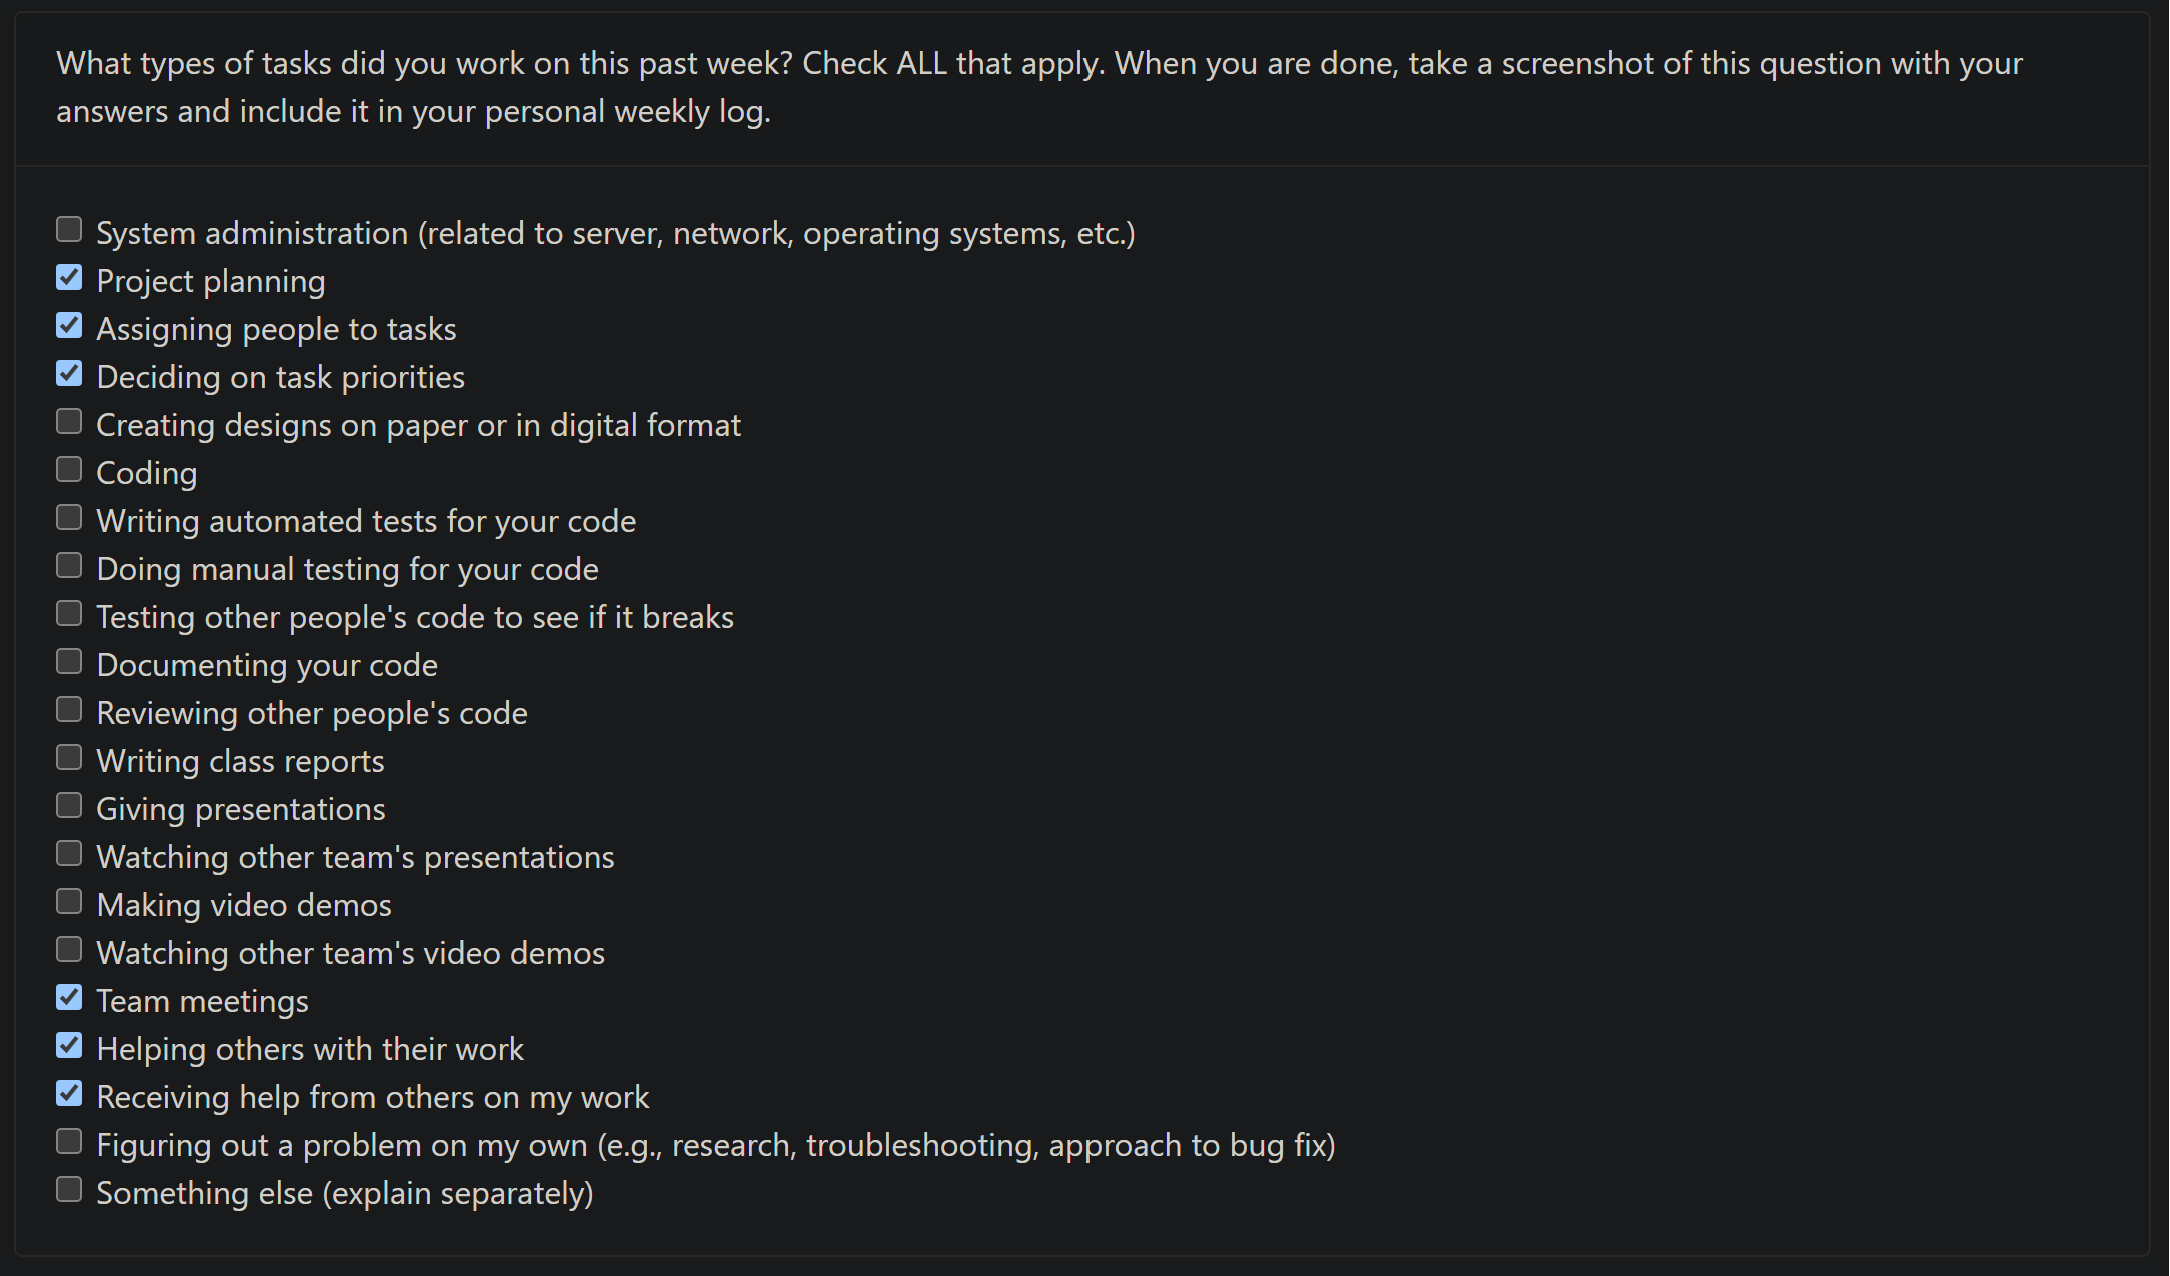 What types of tasks did you work on this past week? Check ALL that apply. When you are done, take a screenshot of this question with your
answers and include it in your personal weekly log.
System administration (related to server, network, operating systems, etc.)
Project planning
Assigning people to tasks
Deciding on task priorities
Creating designs on paper or in digital format
Coding
Writing automated tests for your code
Doing manual testing for your code
Testing other people's code to see if it breaks
Documenting your code
Reviewing other people's code
Writing class reports
Giving presentations
Watching other team's presentations
Making video demos
Watching other team's video demos
Team meetings
Helping others with their work
Receiving help from others on my work
Figuring out a problem on my own (e.g., research, troubleshooting, approach to bug fix)
Something else (explain separately)